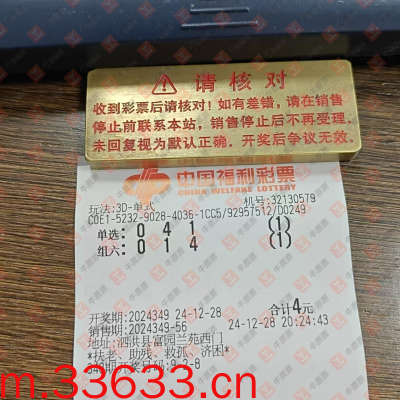 请核对
收到彩票后请核对！如有差错，请在销售
停止前联系本站，销售停止后不再受理。
未回复视为默认正确。开奖后争议无效。
中国福利彩票
CHINA WELFARE LOTTERY
玩法:3D-单式 机号:32130579
C0E1-5232-9028-4036-1CC5/92957512/D0249
单选: 0 4 1 (1)
组六: 0 1 4 (1)
开奖期:2024349 24-12-28 合计4元
销售期:2024349-56 24-12-28 20:24:43
地址:泗洪县富园兰苑西门
*扶老、助残、救孤、济困*
m.33633.cn